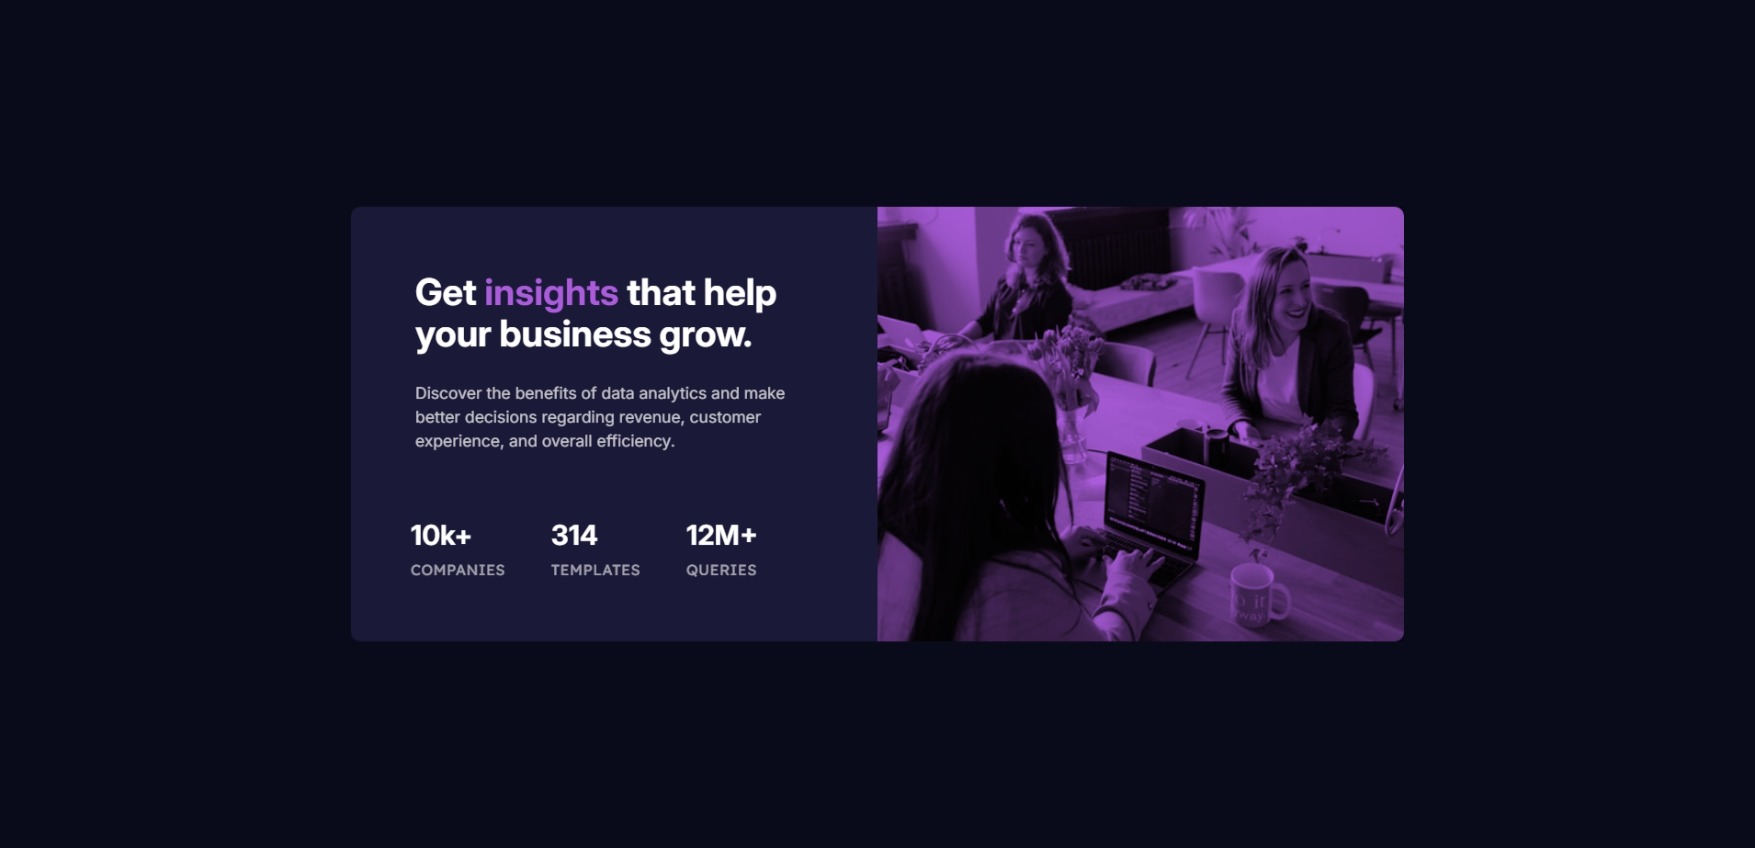 Get insights that help
your business grow.
Discover the benefits of data analytics and make
better decisions regarding revenue, customer
experience, and overall efficiency.
10k+ 314 12M+
COMPANIES TEMPLATES QUERIES